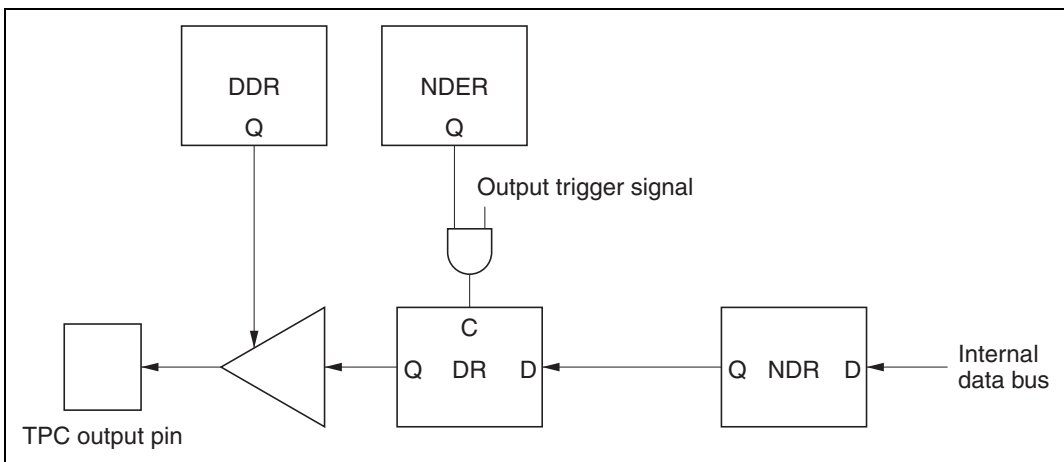 DDR
Q
NDER
Q
Output trigger signal
C
Q DR D
Q NDR D
Internal
data bus
TPC output pin